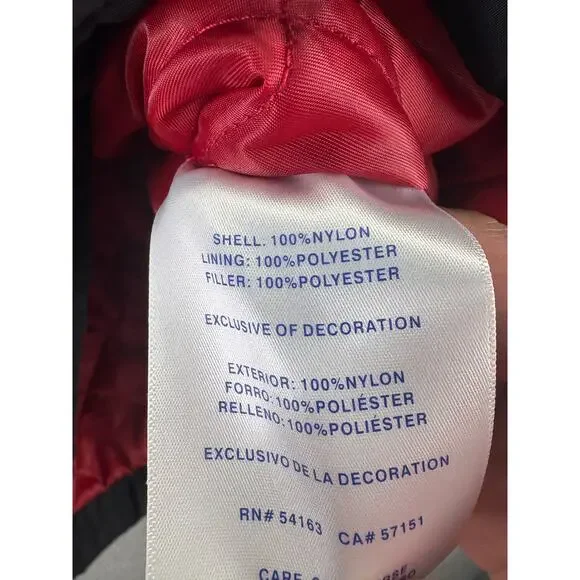 SHELL: 100%NYLON
LINING: 100%POLYESTER
FILLER: 100%POLYESTER
EXCLUSIVE OF DECORATION
EXTERIOR: 100%NYLON
FORRO: 100%POLIÉSTER
RELLENO: 100%POLIÉSTER
EXCLUSIVO DE LA DECORATION
RN# 54163 CA# 57151
CARE